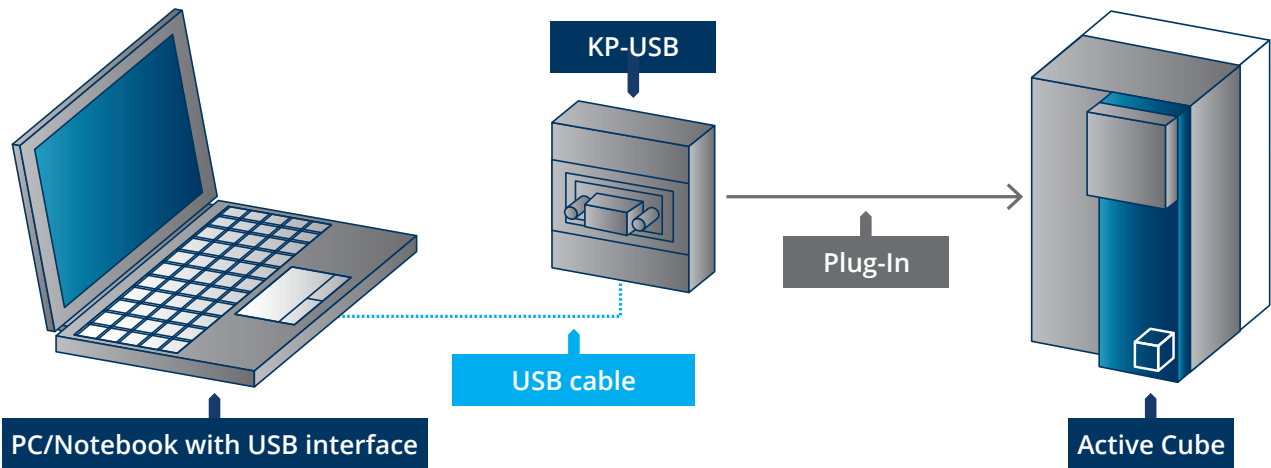 KP-USB
Plug-In
USB cable
PC/Notebook with USB interface
Active Cube